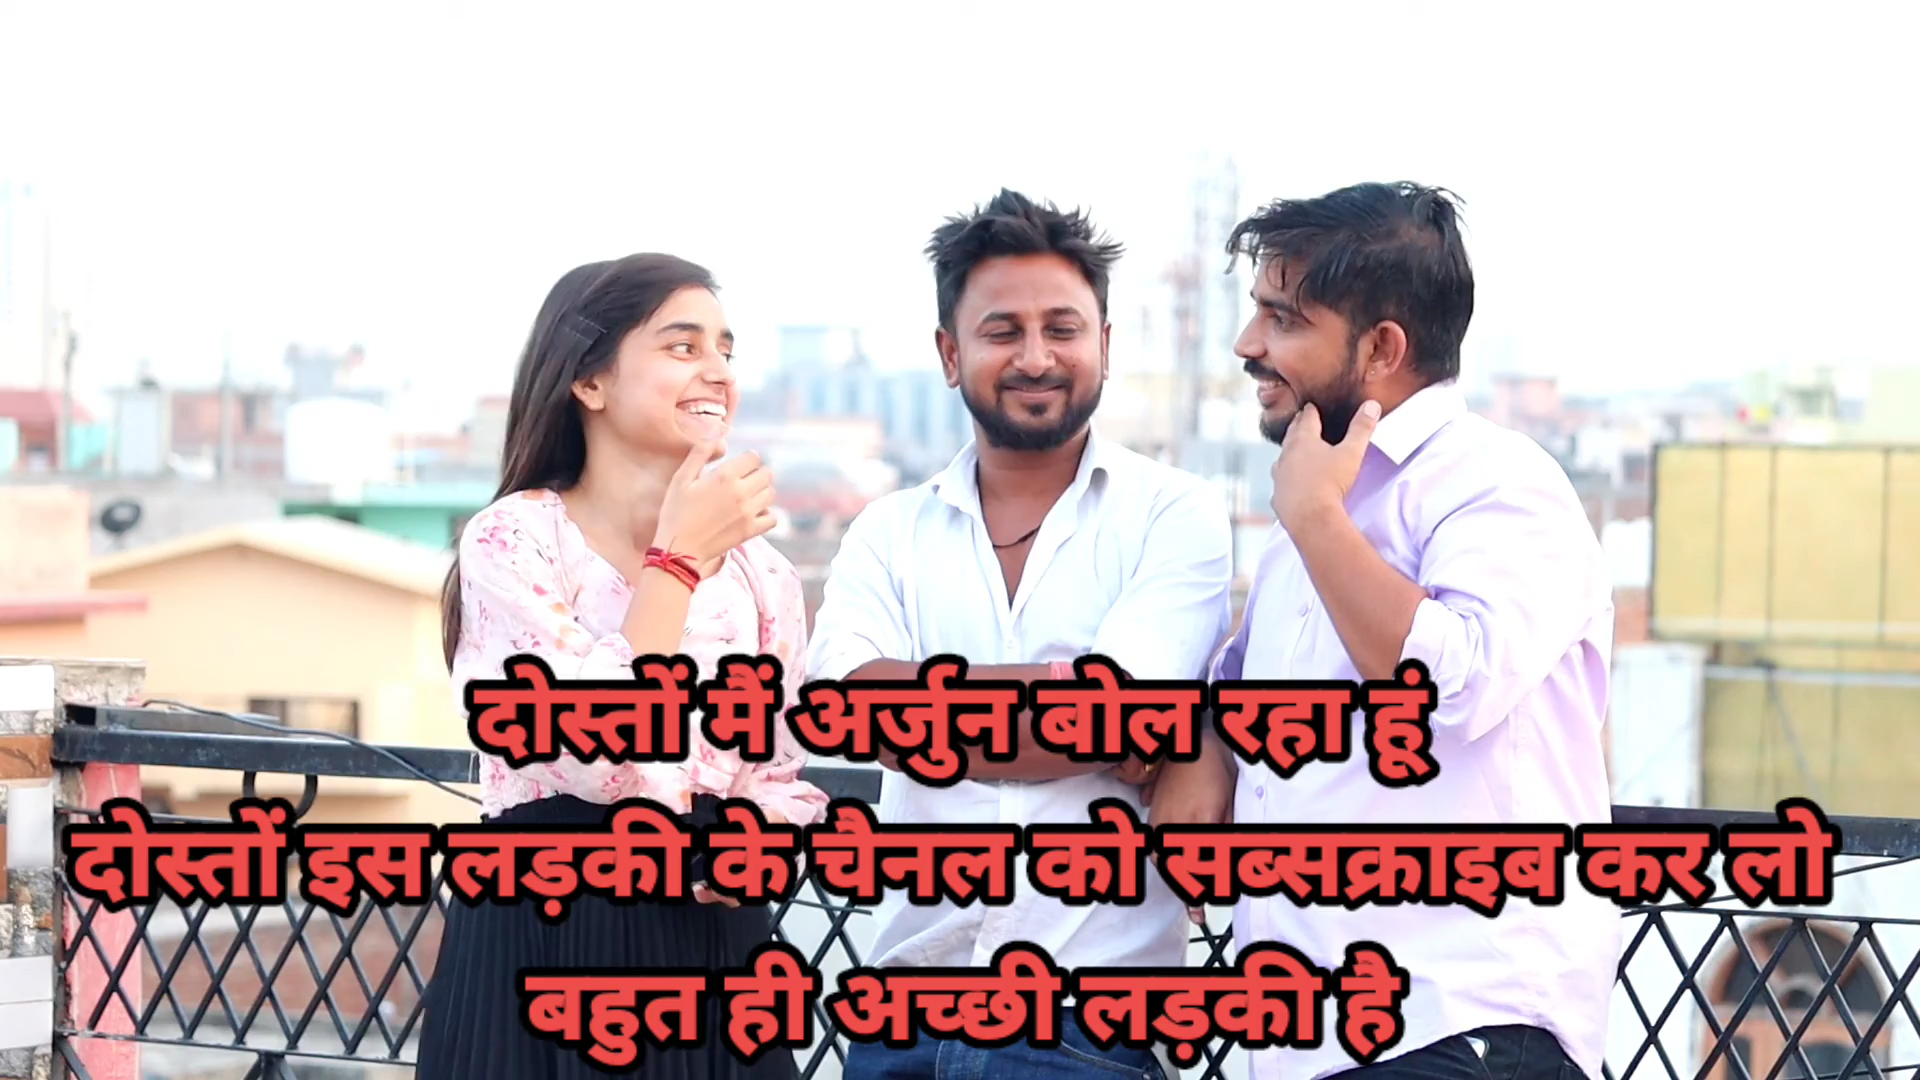 दोस्तों मैं अर्जुन बोल रहा हूं
दोस्तों इस लड़की के चैनल को सब्सक्राइब कर लो
बहुत ही अच्छी लड़की है